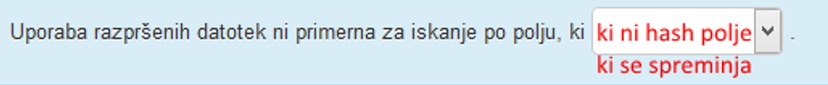 Uporaba razpršenih datotek ni primerna za iskanje po polju, ki ki ni hash polje .
ki se spreminja